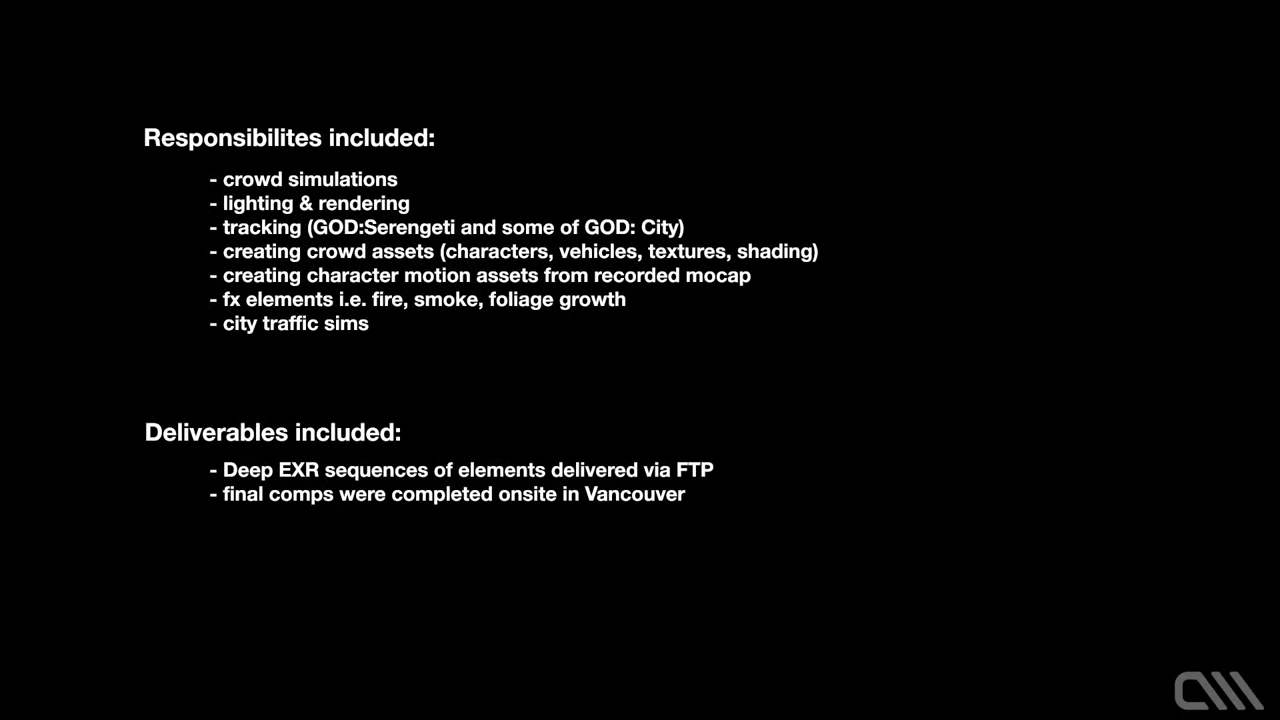 Responsibilites included:
- crowd simulations
- lighting & rendering
- tracking (GOD:Serengeti and some of GOD: City)
- creating crowd assets (characters, vehicles, textures, shading)
- creating character motion assets from recorded mocap
- fx elements i.e. fire, smoke, foliage growth
- city traffic sims
Deliverables included:
- Deep EXR sequences of elements delivered via FTP
- final comps were completed onsite in Vancouver